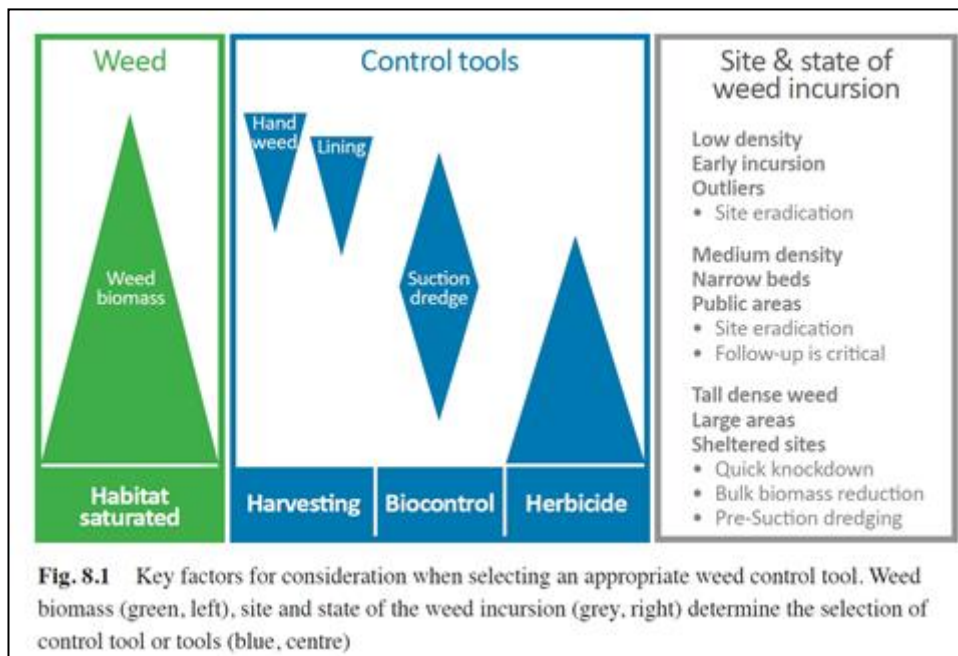 Weed
Weed
biomass
Habitat
saturated
Control tools
Hand
weed
Lining
Suction
dredge
Harvesting
Biocontrol
Herbicide
Site & state of
weed incursion
Low density
Early incursion
Outliers
• Site eradication
Medium density
Narrow beds
Public areas
• Site eradication
• Follow-up is critical
Tall dense weed
Large areas
Sheltered sites
• Quick knockdown
• Bulk biomass reduction
• Pre-Suction dredging
Fig. 8.1 Key factors for consideration when selecting an appropriate weed control tool. Weed
biomass (green, left), site and state of the weed incursion (grey, right) determine the selection of
control tool or tools (blue, centre)